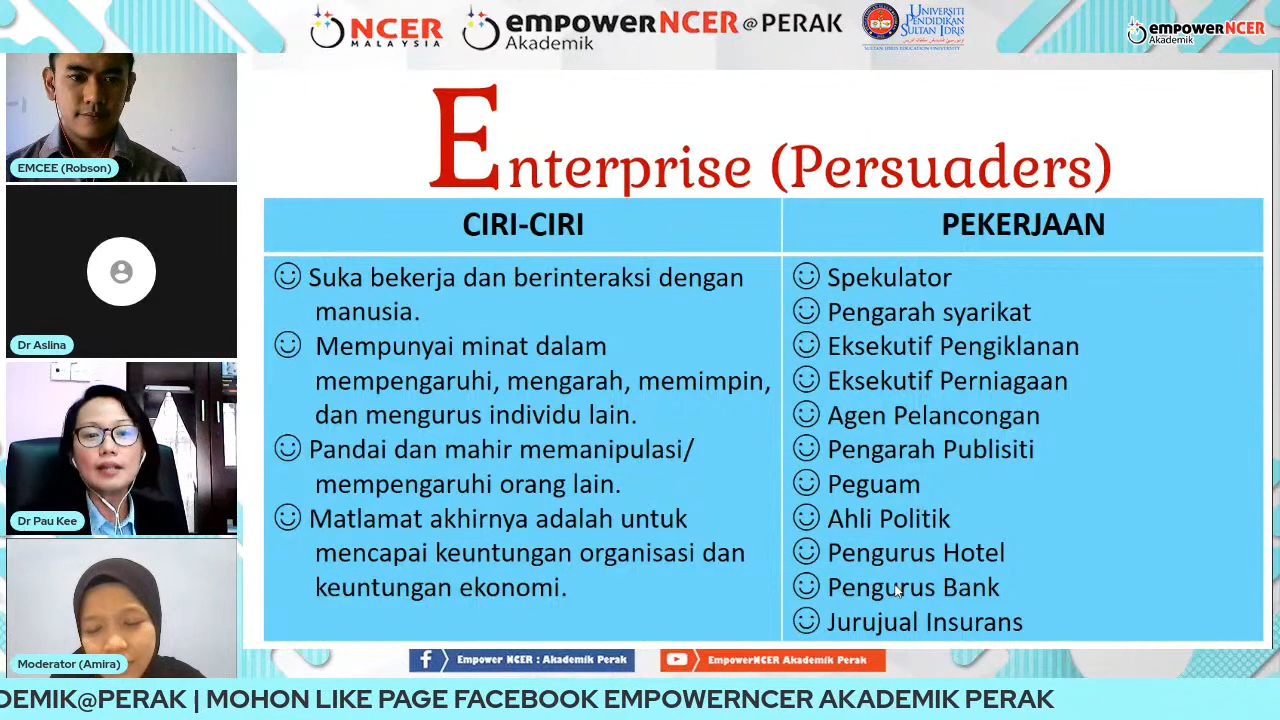 NCER
MALAYSIA
empowerNCER@PERAK
Akademik
UNIVERSITI
PENDIDIKAN
SULTAN IDRIS
SULTAN IDRIS EDUCATION UNIVERSITY
empowerNCER
Akademik
EMCEE (Robson)
Dr Aslina
Dr Pau Kee
Moderator (Amira)
Enterprise (Persuaders)
CIRI-CIRI
Suka bekerja dan berinteraksi dengan
manusia.
Mempunyai minat dalam
mempengaruhi, mengarah, memimpin,
dan mengurus individu lain.
Pandai dan mahir memanipulasi/
mempengaruhi orang lain.
Matlamat akhirnya adalah untuk
mencapai keuntungan organisasi dan
keuntungan ekonomi.
PEKERJAAN
Spekulator
Pengarah syarikat
Eksekutif Pengiklanan
Eksekutif Perniagaan
Agen Pelancongan
Pengarah Publisiti
Peguam
Ahli Politik
Pengurus Hotel
Pengurus Bank
Jurujual Insurans
Empower NCER : Akademik Perak
EmpowerNCER Akademik Perak
DEMIK@PERAK | MOHON LIKE PAGE FACEBOOK EMPOWERNCER AKADEMIK PERAK